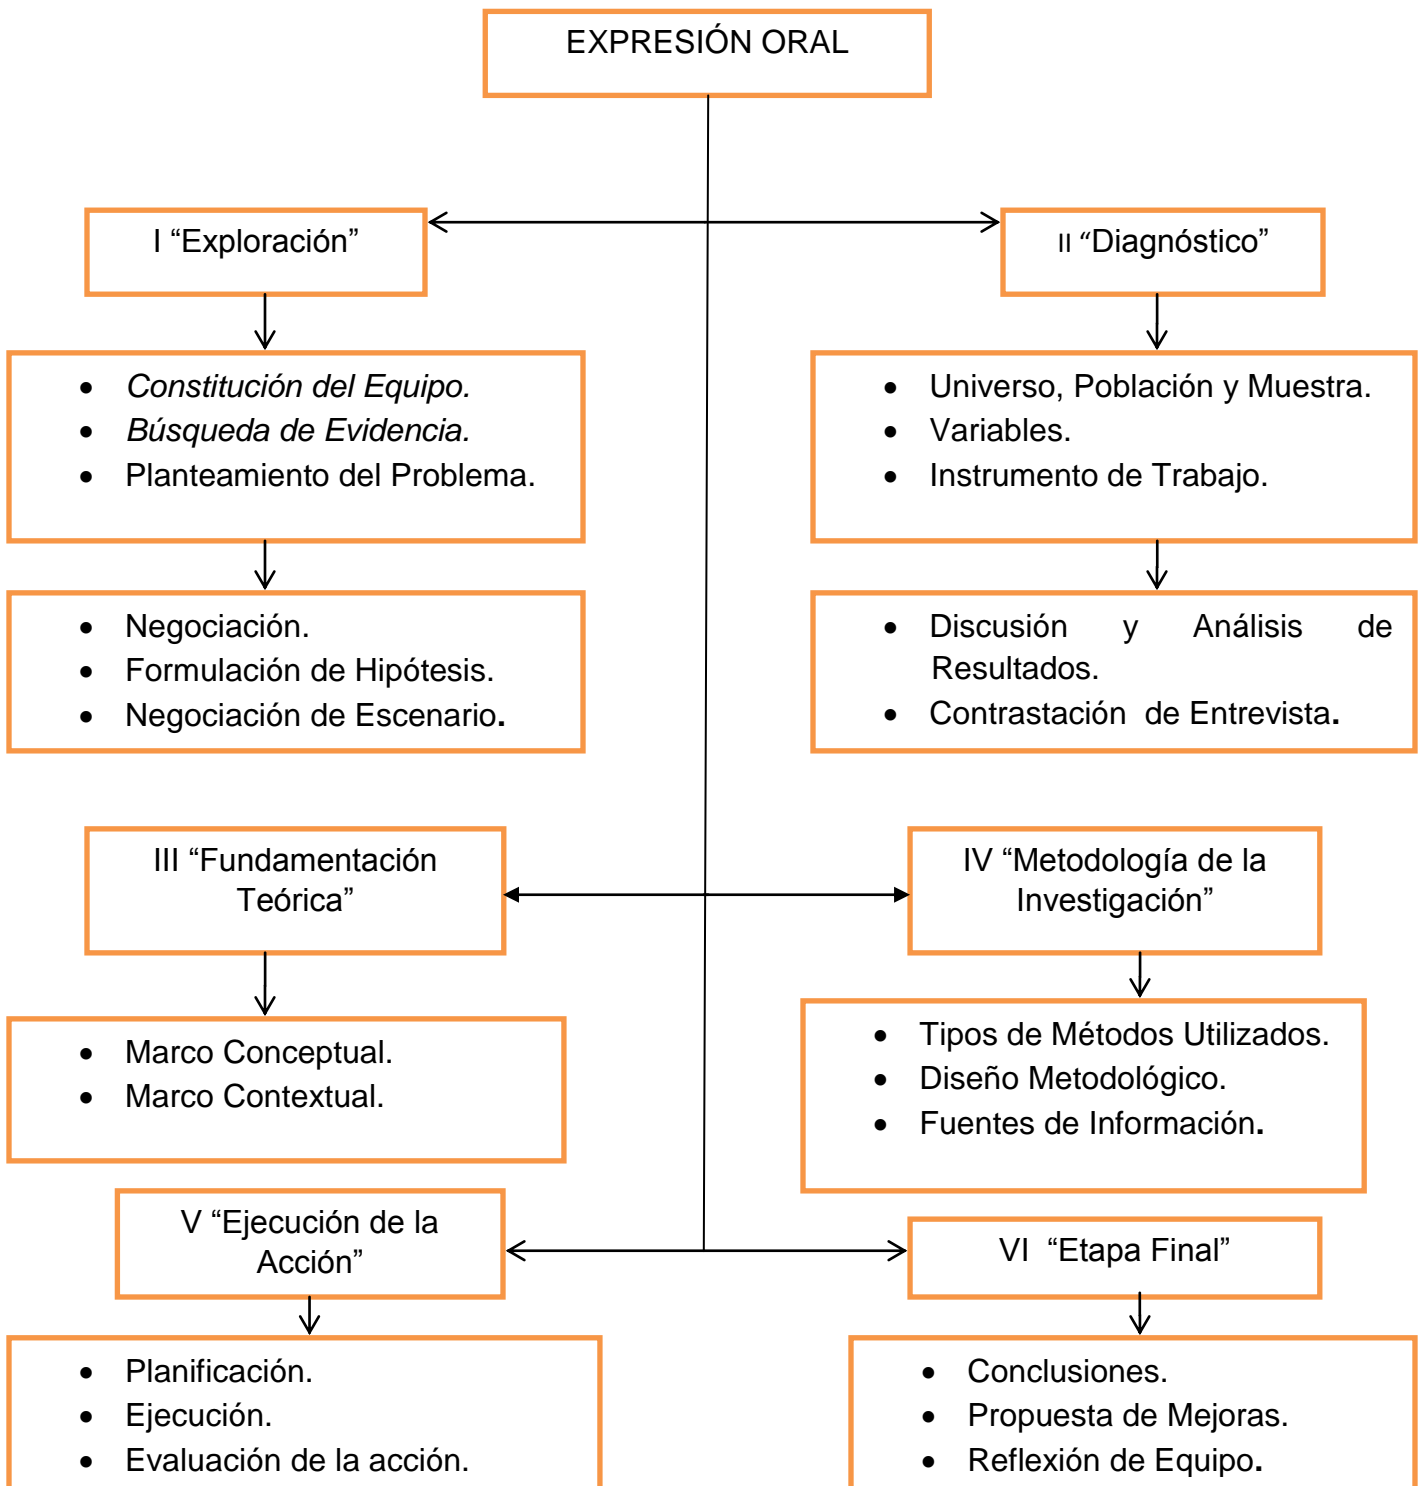 EXPRESIÓN ORAL
I “Exploración”
II “Diagnóstico”
• Constitución del Equipo.
• Búsqueda de Evidencia.
• Planteamiento del Problema.
• Universo, Población y Muestra.
• Variables.
• Instrumento de Trabajo.
• Negociación.
• Formulación de Hipótesis.
• Negociación de Escenario.
• Discusión y Análisis de
Resultados.
• Contrastación de Entrevista.
III “Fundamentación
Teórica”
IV “Metodología de la
Investigación”
• Marco Conceptual.
• Marco Contextual.
• Tipos de Métodos Utilizados.
• Diseño Metodológico.
• Fuentes de Información.
V “Ejecución de la
Acción”
VI “Etapa Final”
• Planificación.
• Ejecución.
• Evaluación de la acción.
• Conclusiones.
• Propuesta de Mejoras.
• Reflexión de Equipo.